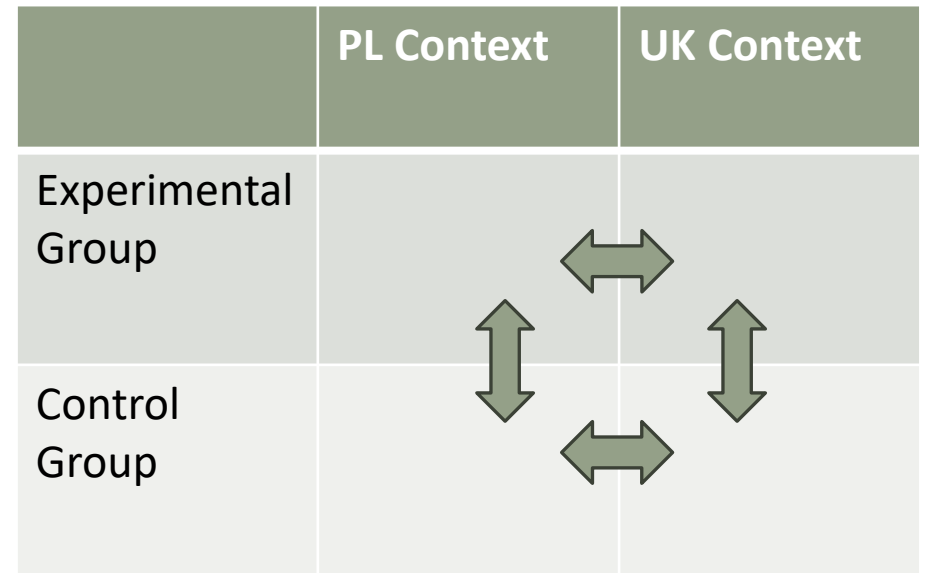 PL Context
UK Context
Experimental
Group
Control
Group